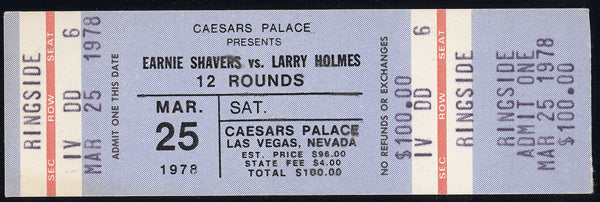 RINGSIDE
SEC ROW SEAT
IV DD 6
MAR 25 1978
ADMIT ONE THIS DATE
CAESARS PALACE
PRESENTS
EARNIE SHAVERS vs. LARRY HOLMES
12 ROUNDS
MAR.
25
1978
SAT.
CAESARS PALACE
LAS VEGAS, NEVADA
EST. PRICE $96.00
STATE FEE $4.00
TOTAL $100.00
NO REFUNDS OR EXCHANGES
$100.00
IV DD 6
SEC ROW SEAT
RINGSIDE
ADMIT ONE
MAR 25 1978
$100.00